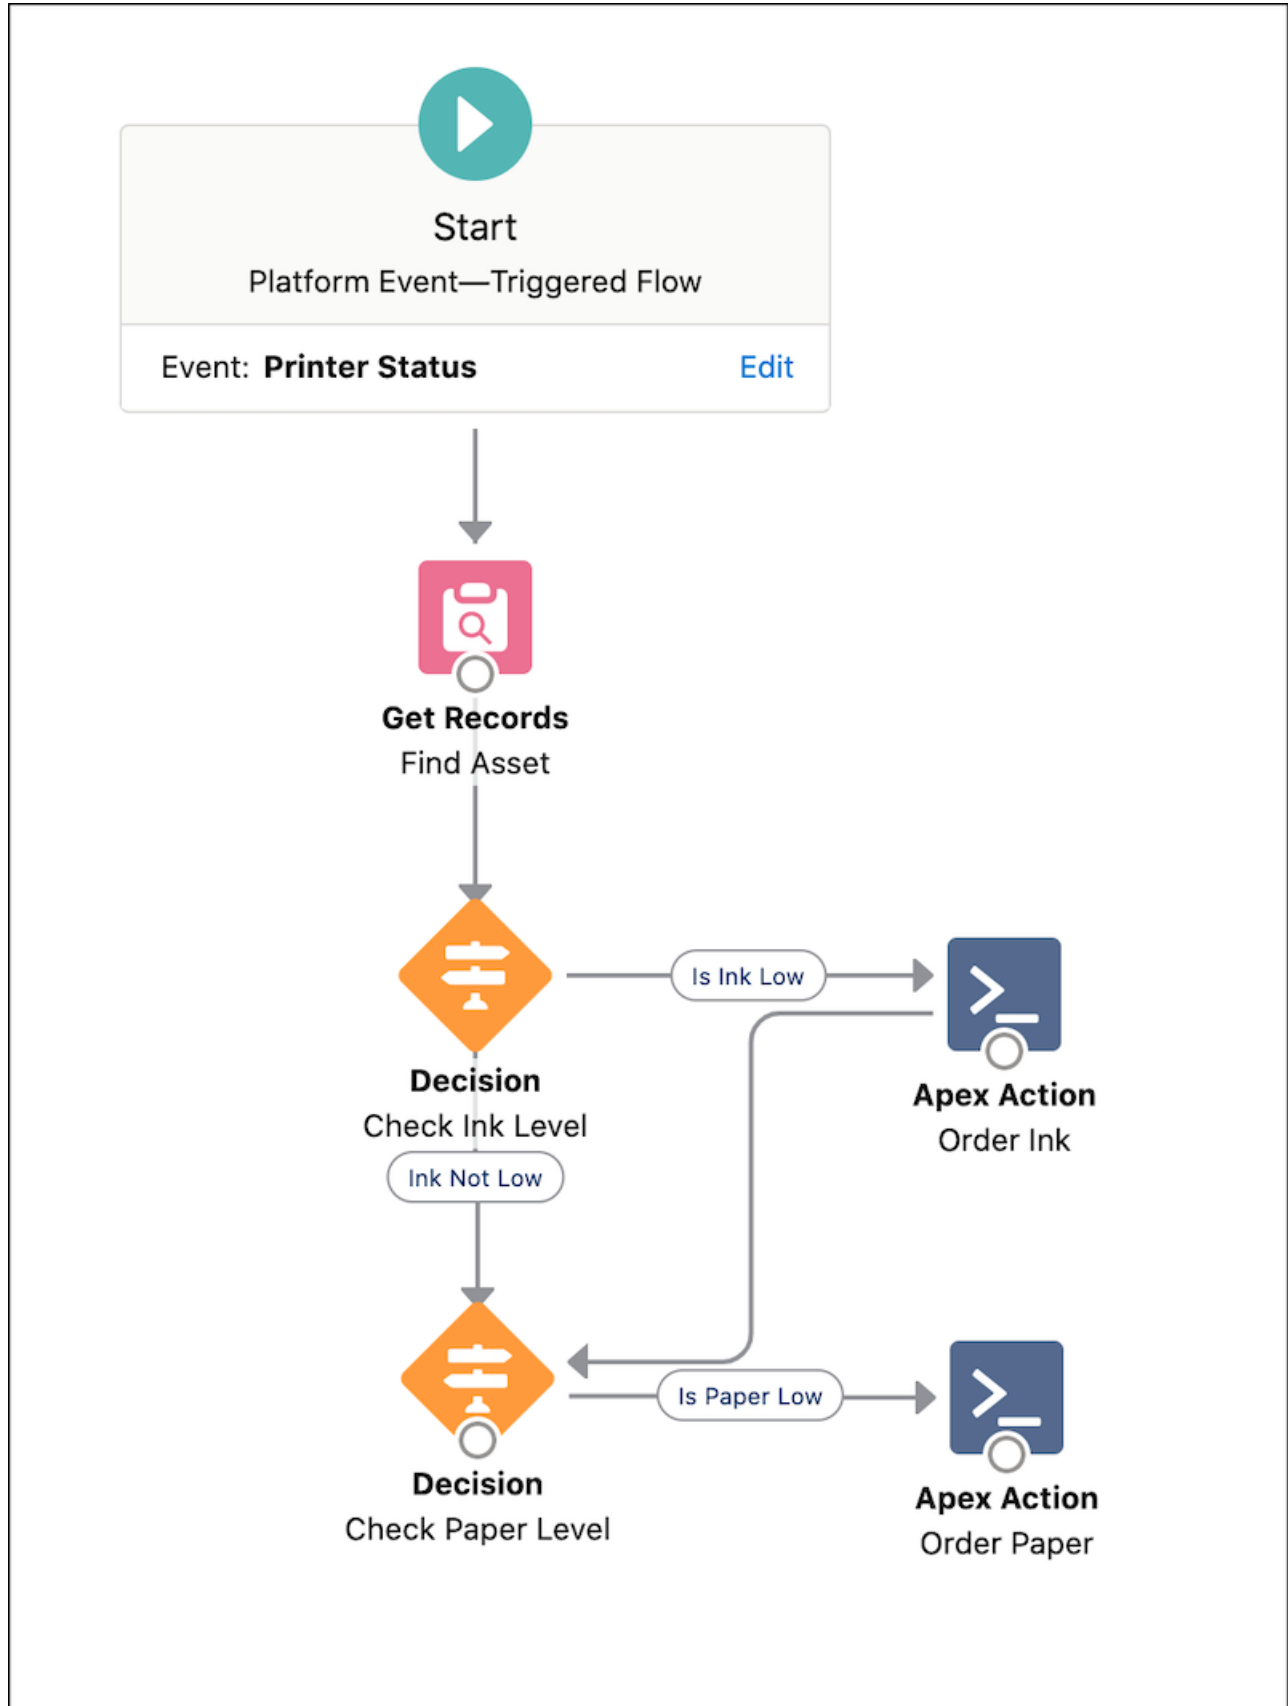 Start
Platform Event—Triggered Flow
Event: Printer Status Edit
Get Records
Find Asset
Is Ink Low
Decision
Check Ink Level
Apex Action
Order Ink
Ink Not Low
Is Paper Low
Decision
Check Paper Level
Apex Action
Order Paper